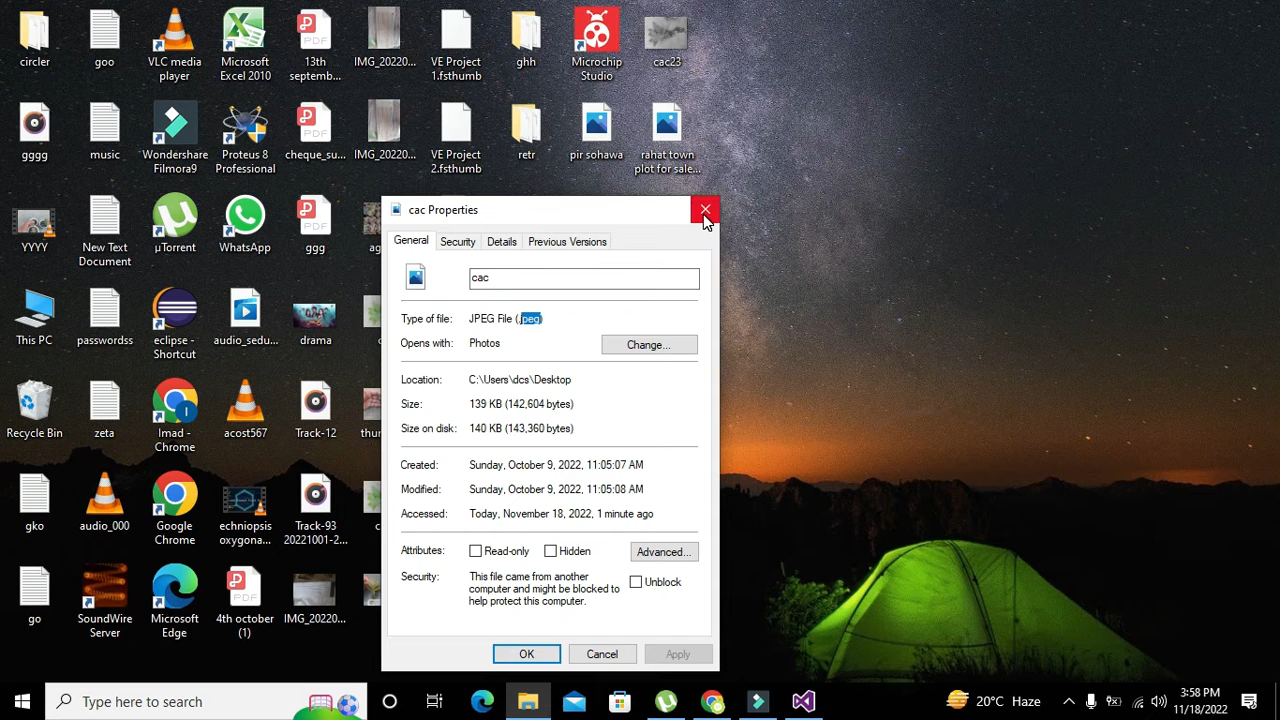 circler
goo
VLC media
player
Microsoft
Excel 2010
PDF
13th
septemb...
IMG_20220...
VE Project
1.fsthumb
ghh
Microchip
Studio
cac23
gggg
music
Wondershare
Filmora9
Proteus 8
Professional
PDF
cheque_su...
IMG_20220...
VE Project
2.fsthumb
retr
pir sohawa
rahat town
plot for sale...
YYYY
New Text
Document
µTorrent
WhatsApp
PDF
ggg
This PC
passwordss
eclipse -
Shortcut
audio_sedu...
drama
Recycle Bin
zeta
Imad -
Chrome
acost567
Track-12
gko
audio_000
Google
Chrome
echniopsis
oxygona...
Track-93
20221001-2...
go
SoundWire
Server
Microsoft
Edge
PDF
4th october
(1)
IMG_20220...
cac Properties
General
Security
Details
Previous Versions
cac
Type of file: JPEG File (.jpeg)
Opens with: Photos
Change...
Location: C:\Users\dcs\Desktop
Size: 139 KB (142,604 bytes)
Size on disk: 140 KB (143,360 bytes)
Created: Sunday, October 9, 2022, 11:05:07 AM
Modified: Sunday, October 9, 2022, 11:05:08 AM
Accessed: Today, November 18, 2022, 1 minute ago
Attributes: Read-only Hidden Advanced...
Security: This file came from another
computer and might be blocked to
help protect this computer.
Unblock
OK
Cancel
Apply
Type here to search
20°C Haze
:58 PM
11/18/2022